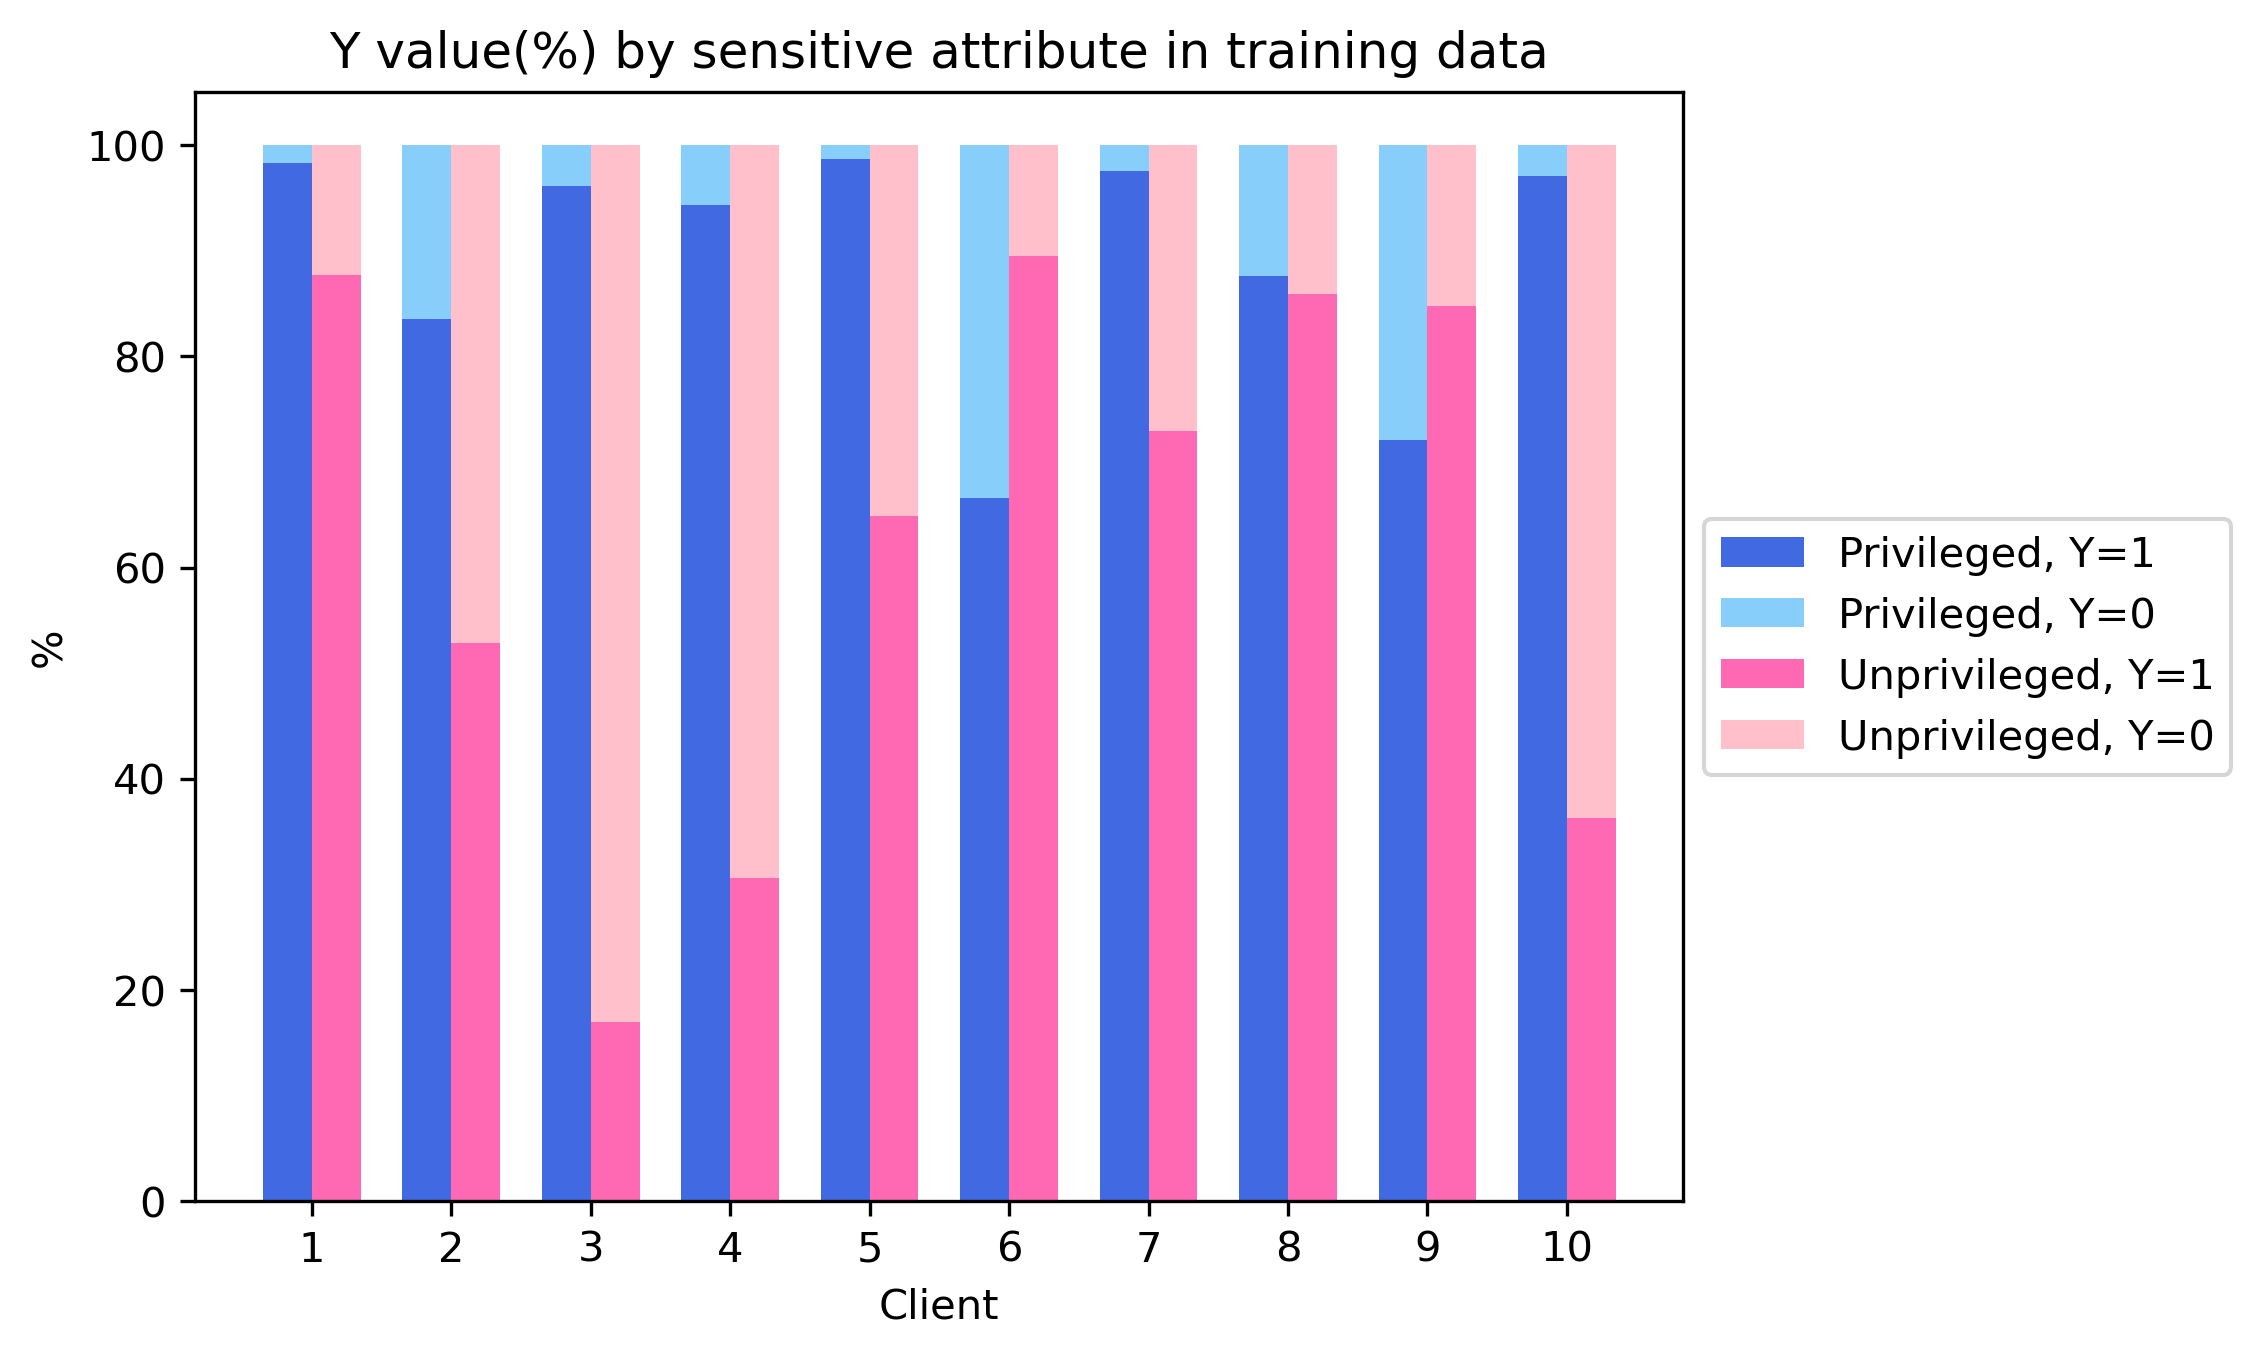 Y value(%) by sensitive attribute in training data
100
80
60
40
20
0
%
1 2 3 4 5 6 7 8 9 10
Client
Privileged, Y=1
Privileged, Y=0
Unprivileged, Y=1
Unprivileged, Y=0